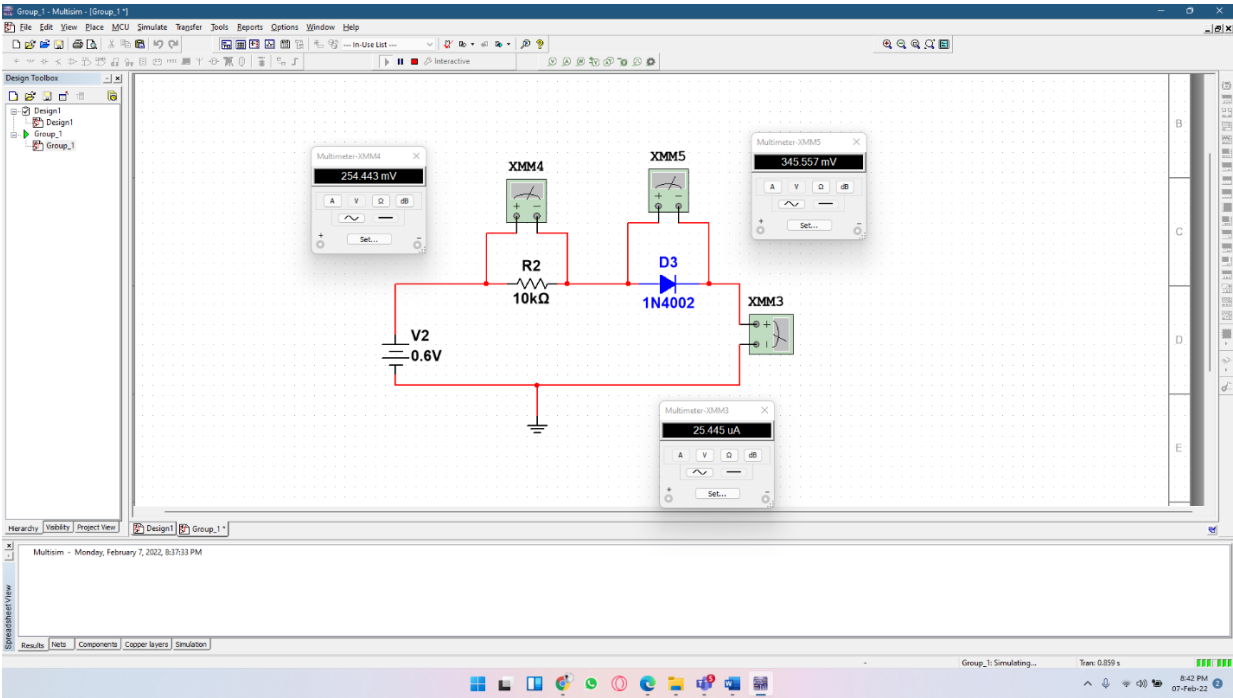 Group_1 - Multisim - [Group_1 *]
File Edit View Place MCU Simulate Transfer Tools Reports Options Window Help
--- In-Use List ---
Interactive
Design Toolbox
Design1
Design1
Group_1
Group_1
B
C
D
E
Multimeter-XMM4
254.443 mV
A V Ω dB
+ Set... -
XMM4
+ -
XMM5
+ -
Multimeter-XMM5
345.557 mV
A V Ω dB
+ Set... -
R2
10kΩ
D3
1N4002
XMM3
V2
0.6V
Multimeter-XMM3
25.445 uA
A V Ω dB
+ Set... -
Hierarchy Visibility Project View
Design1 Group_1 *
Multisim - Monday, February 7, 2022, 8:37:33 PM
Spreadsheet View
Results Nets Components Copper layers Simulation
- Group_1: Simulating... Tran: 0.859 s
8:42 PM
07-Feb-22
2